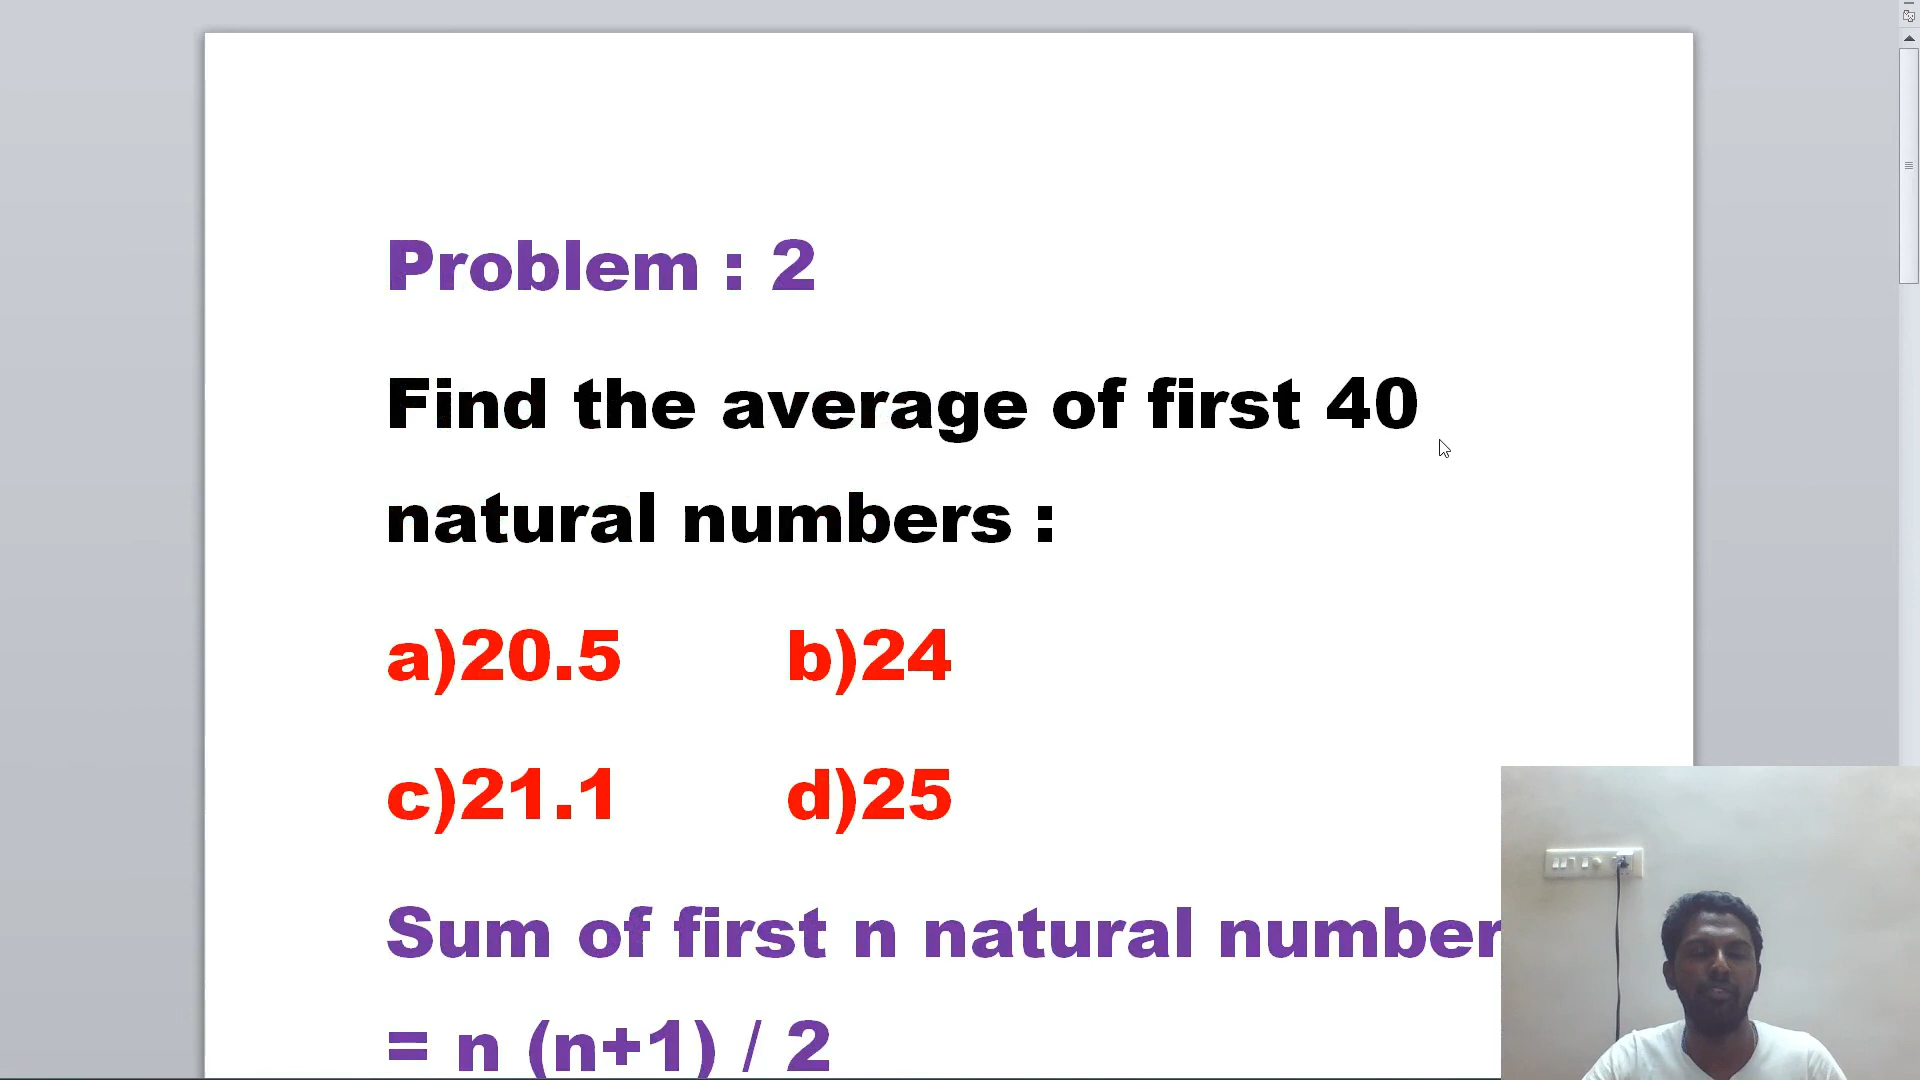 Problem : 2
Find the average of first 40
natural numbers :
a)20.5 b)24
c)21.1 d)25
Sum of first n natural number
= n (n+1) / 2